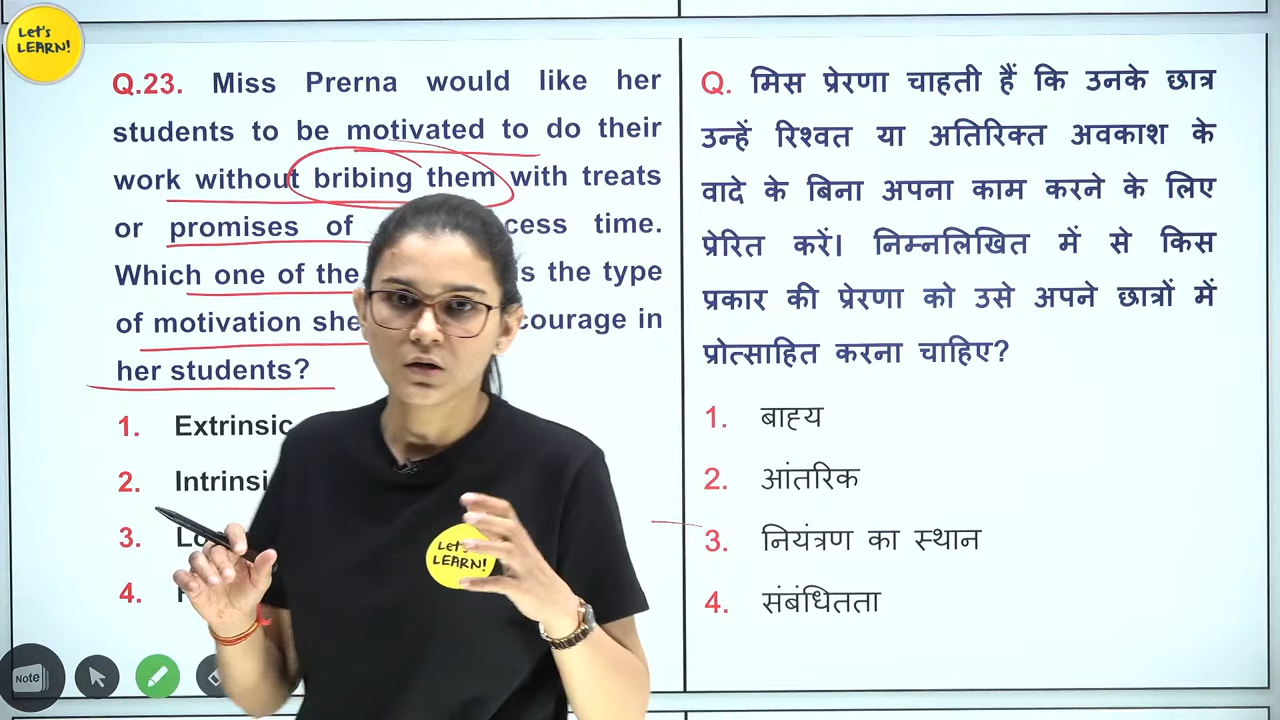 Let's
LEARN!
Q.23. Miss Prerna would like her
students to be motivated to do their
work without bribing them with treats
or promises of cess time.
Which one of the is the type
of motivation she courage in
her students?
1. Extrinsic
2. Intrinsi
3.
4.
Q. मिस प्रेरणा चाहती हैं कि उनके छात्र
उन्हें रिश्वत या अतिरिक्त अवकाश के
वादे के बिना अपना काम करने के लिए
प्रेरित करें। निम्नलिखित में से किस
प्रकार की प्रेरणा को उसे अपने छात्रों में
प्रोत्साहित करना चाहिए?
1. बाह्य
2. आंतरिक
3. नियंत्रण का स्थान
4. संबंधितता
Let's
LEARN!
Note